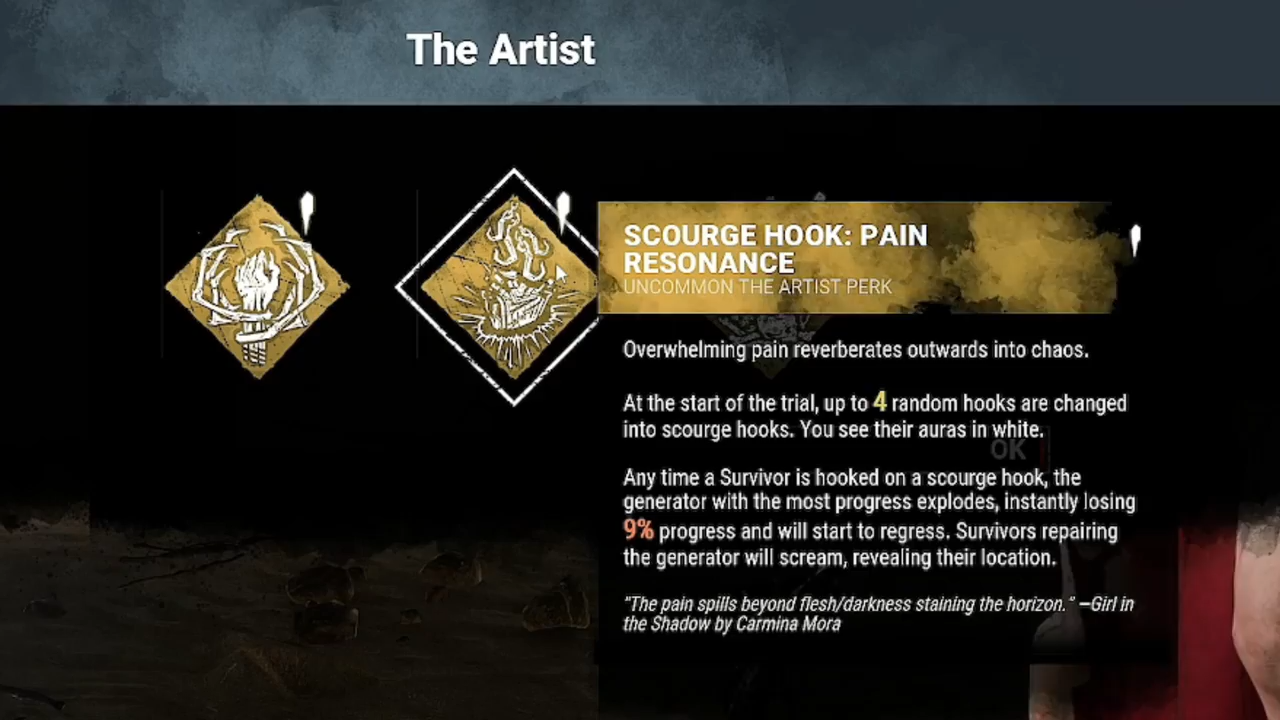 The Artist
SCOURGE HOOK: PAIN
RESONANCE
UNCOMMON THE ARTIST PERK
Overwhelming pain reverberates outwards into chaos.
At the start of the trial, up to 4 random hooks are changed
into scourge hooks. You see their auras in white.
OK
Any time a Survivor is hooked on a scourge hook, the
generator with the most progress explodes, instantly losing
9% progress and will start to regress. Survivors repairing
the generator will scream, revealing their location.
"The pain spills beyond flesh/darkness staining the horizon." —Girl in
the Shadow by Carmina Mora